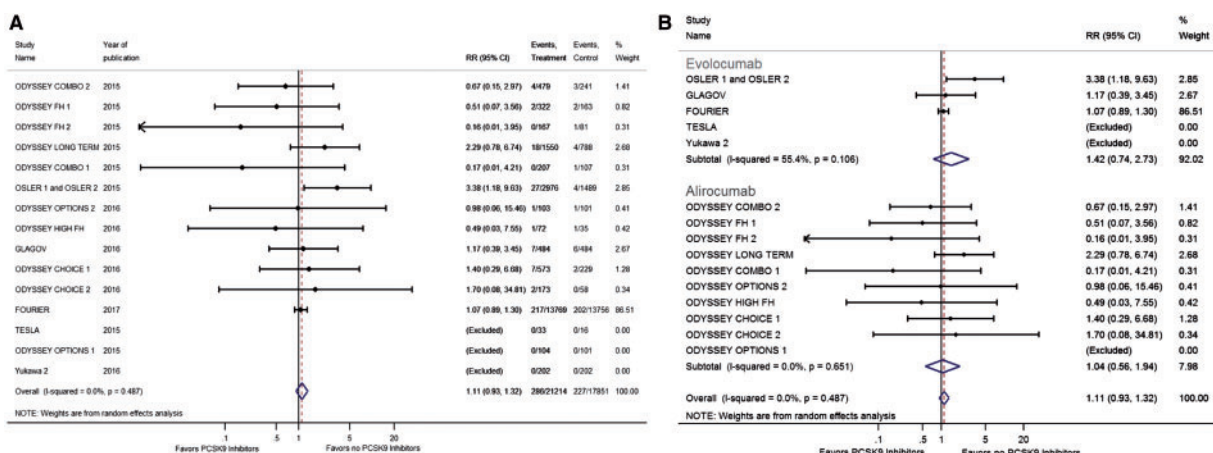 A
Study Year of Events, Events, %
Name publication RR (95% CI) Treatment Control Weight
ODYSSEY COMBO 2 2015 0.67 (0.15, 2.97) 4/479 3/241 1.41
ODYSSEY FH 1 2015 0.51 (0.07, 3.56) 2/322 2/163 0.82
ODYSSEY FH 2 2015 0.16 (0.01, 3.95) 0/167 1/81 0.31
ODYSSEY LONG TERM 2015 2.29 (0.78, 6.74) 18/1550 4/788 2.68
ODYSSEY COMBO 1 2015 0.17 (0.01, 4.21) 0/207 1/107 0.31
OSLER 1 and OSLER 2 2015 3.38 (1.18, 9.63) 27/2976 4/1489 2.85
ODYSSEY OPTIONS 2 2016 0.98 (0.06, 15.46) 1/103 1/101 0.41
ODYSSEY HIGH FH 2016 0.49 (0.03, 7.55) 1/72 1/35 0.42
GLAGOV 2016 1.17 (0.39, 3.45) 7/484 6/484 2.67
ODYSSEY CHOICE 1 2016 1.40 (0.29, 6.68) 7/573 2/229 1.28
ODYSSEY CHOICE 2 2016 1.70 (0.08, 34.81) 2/173 0/58 0.34
FOURIER 2017 1.07 (0.89, 1.30) 217/13769 202/13756 86.51
TESLA 2015 (Excluded) 0/33 0/16 0.00
ODYSSEY OPTIONS 1 2015 (Excluded) 0/104 0/101 0.00
Yukawa 2 2016 (Excluded) 0/202 0/202 0.00
Overall (I-squared = 0.0%, p = 0.487) 1.11 (0.93, 1.32) 286/21214 227/17851 100.00
NOTE: Weights are from random effects analysis
.1 .5 1 5 20
Favors PCSK9 Inhibitors Favors no PCSK9 Inhibitors
B
Study %
Name RR (95% CI) Weight
Evolocumab
OSLER 1 and OSLER 2 3.38 (1.18, 9.63) 2.85
GLAGOV 1.17 (0.39, 3.45) 2.67
FOURIER 1.07 (0.89, 1.30) 86.51
TESLA (Excluded) 0.00
Yukawa 2 (Excluded) 0.00
Subtotal (I-squared = 55.4%, p = 0.106) 1.42 (0.74, 2.73) 92.02
Alirocumab
ODYSSEY COMBO 2 0.67 (0.15, 2.97) 1.41
ODYSSEY FH 1 0.51 (0.07, 3.56) 0.82
ODYSSEY FH 2 0.16 (0.01, 3.95) 0.31
ODYSSEY LONG TERM 2.29 (0.78, 6.74) 2.68
ODYSSEY COMBO 1 0.17 (0.01, 4.21) 0.31
ODYSSEY OPTIONS 2 0.98 (0.06, 15.46) 0.41
ODYSSEY HIGH FH 0.49 (0.03, 7.55) 0.42
ODYSSEY CHOICE 1 1.40 (0.29, 6.68) 1.28
ODYSSEY CHOICE 2 1.70 (0.08, 34.81) 0.34
ODYSSEY OPTIONS 1 (Excluded) 0.00
Subtotal (I-squared = 0.0%, p = 0.651) 1.04 (0.56, 1.94) 7.98
Overall (I-squared = 0.0%, p = 0.487) 1.11 (0.93, 1.32) 100.00
NOTE: Weights are from random effects analysis
.1 .5 1 5 20
Favors PCSK9 Inhibitors Favors no PCSK9 Inhibitors